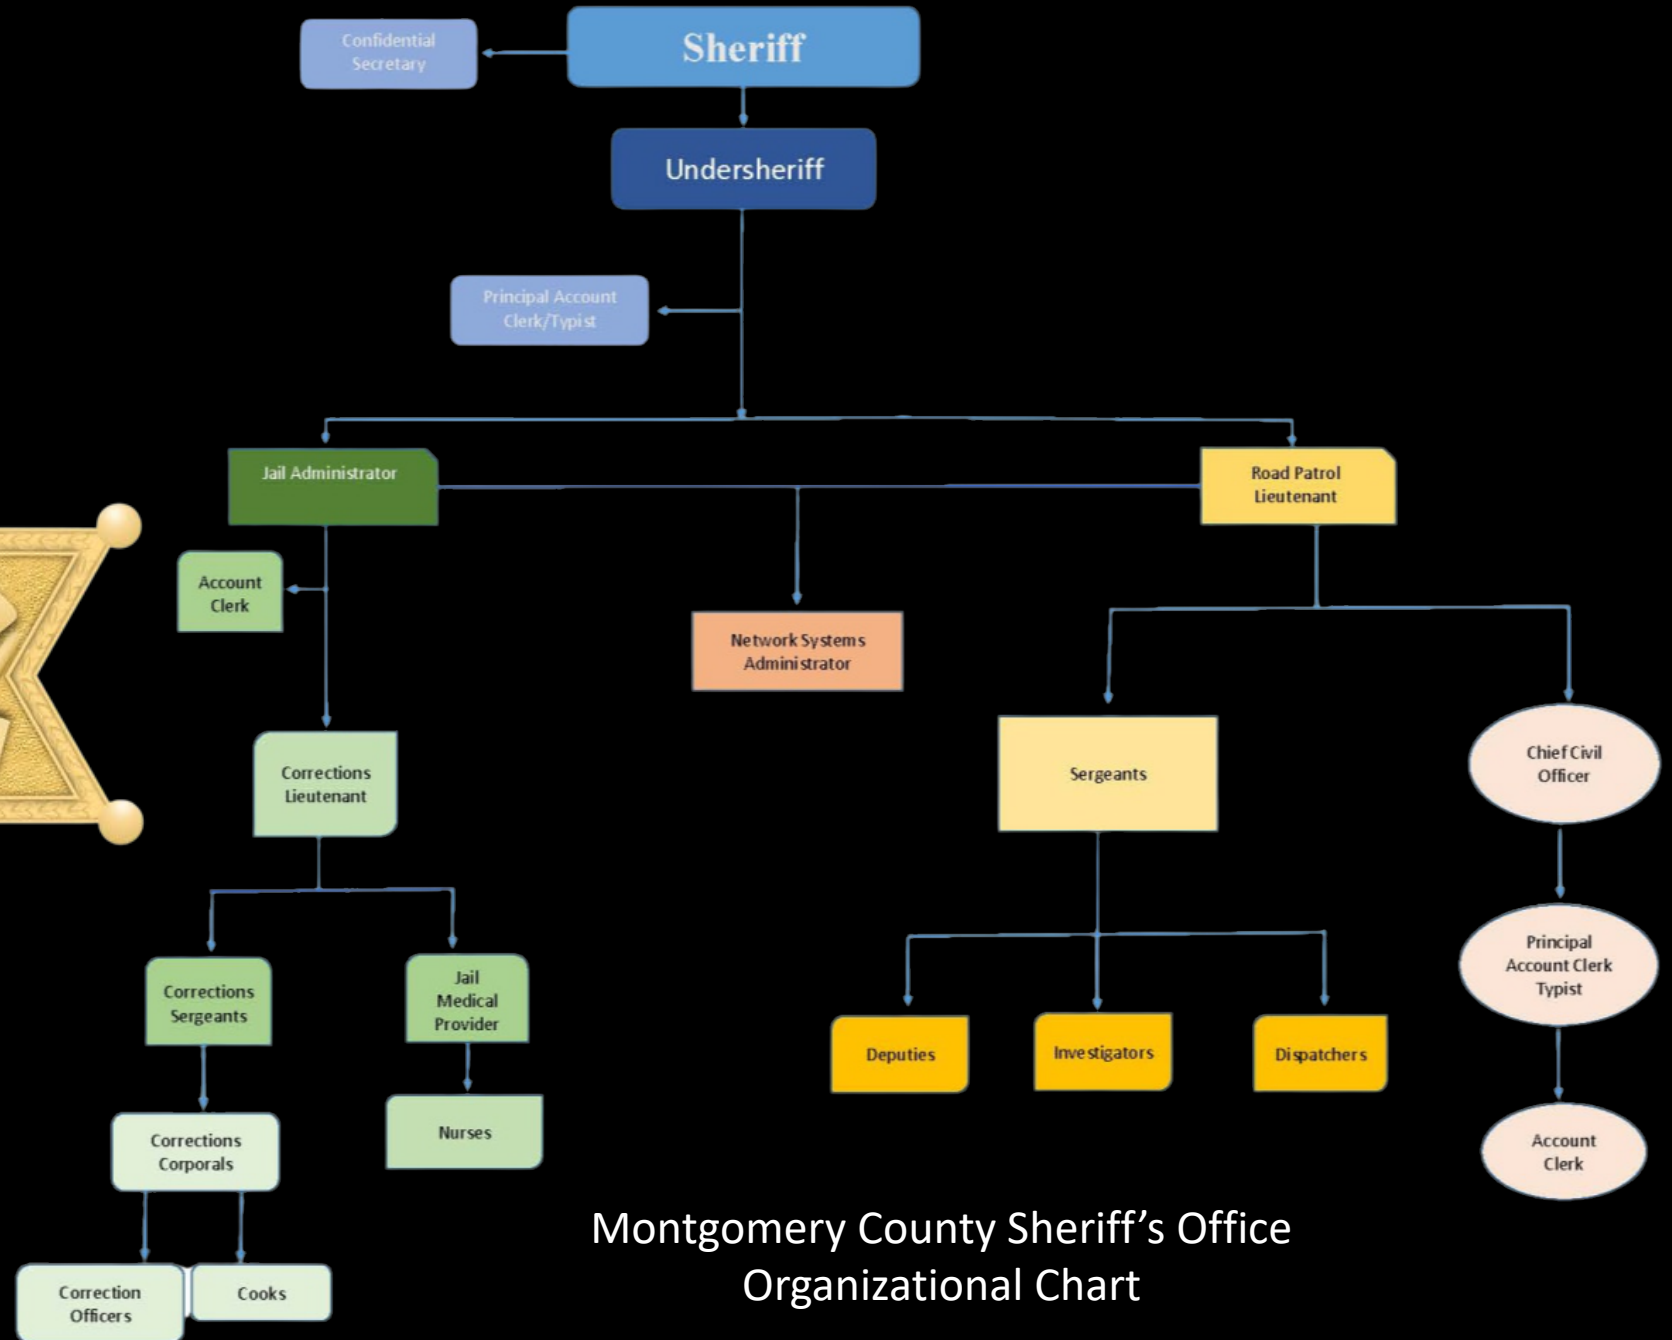 Confidential
Secretary
Sheriff
Undersheriff
Principal Account
Clerk/Typist
Jail Administrator
Road Patrol
Lieutenant
Account
Clerk
Network Systems
Administrator
Corrections
Lieutenant
Sergeants
Chief Civil
Officer
Corrections
Sergeants
Jail
Medical
Provider
Principal
Account Clerk
Typist
Deputies
Investigators
Dispatchers
Corrections
Corporals
Nurses
Account
Clerk
Correction
Officers
Cooks
Montgomery County Sheriff’s Office
Organizational Chart